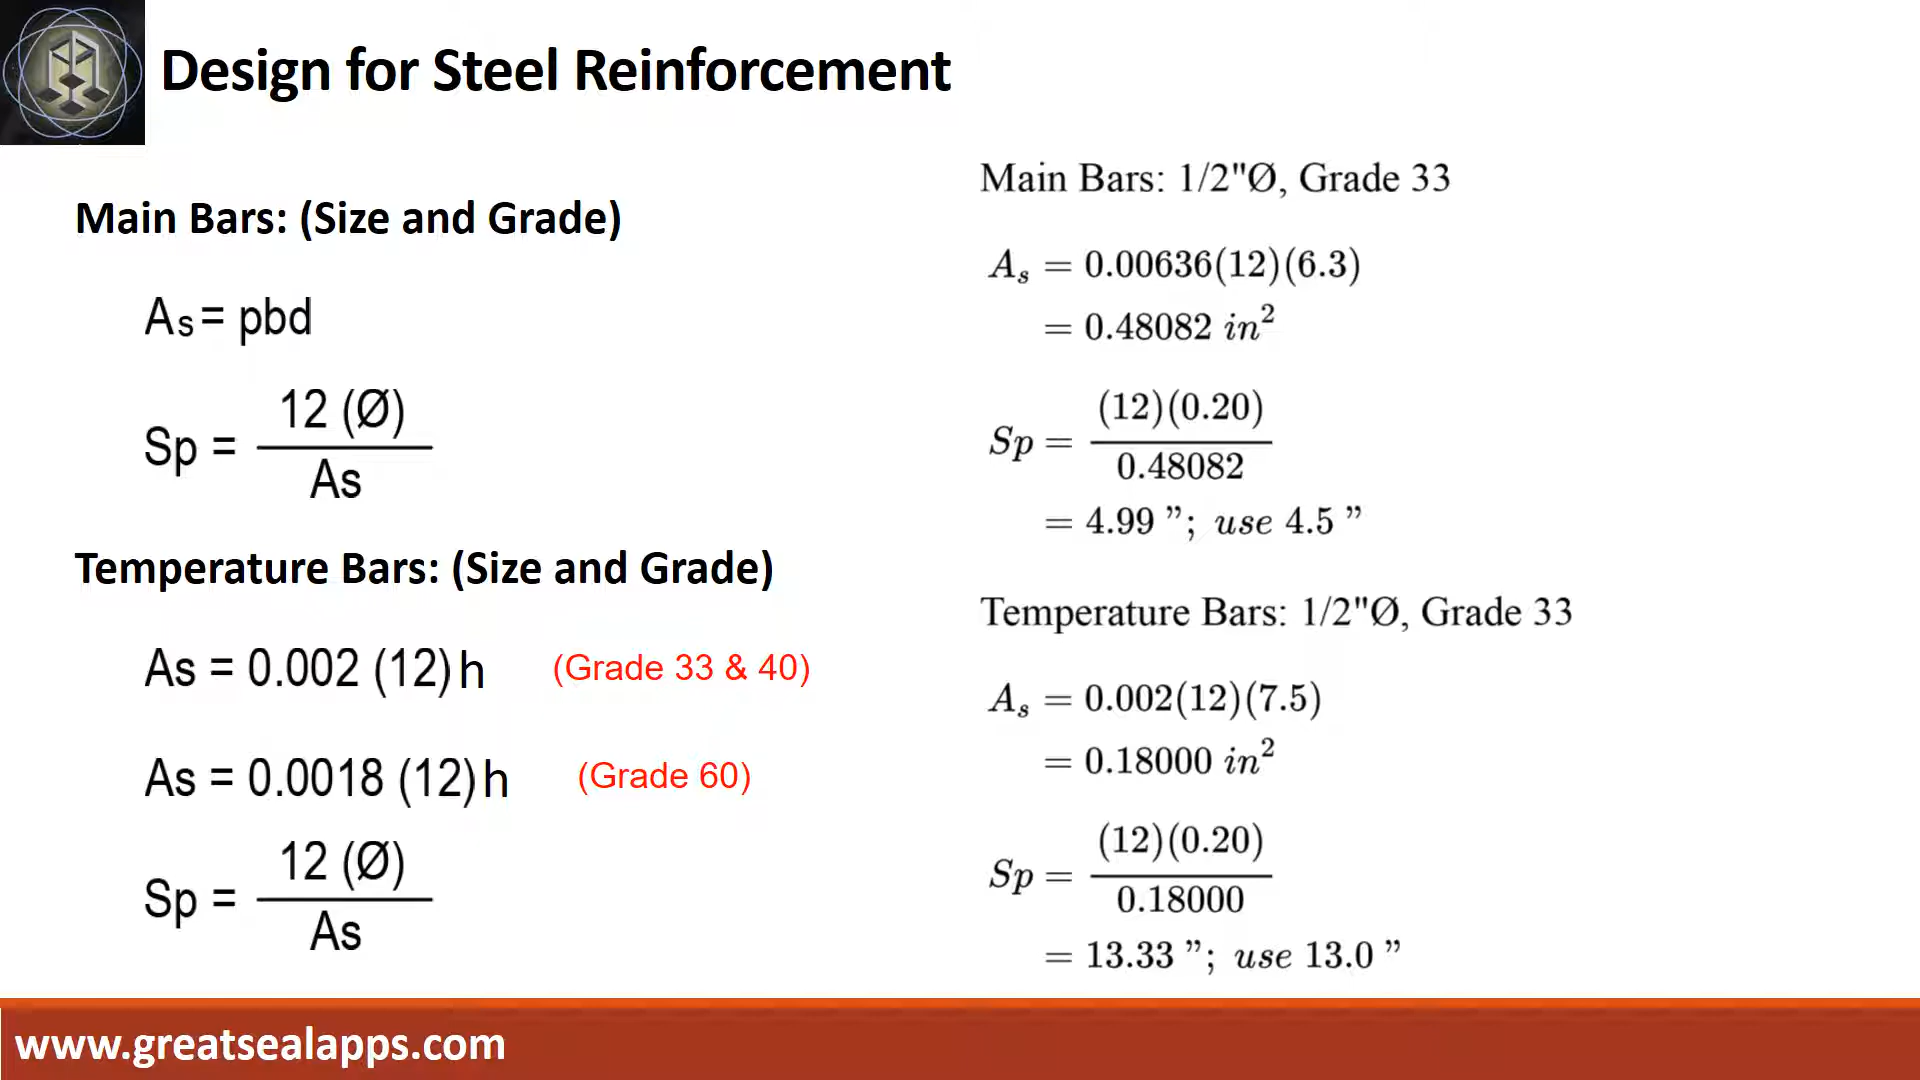 Design for Steel Reinforcement
Main Bars: (Size and Grade)
As = pbd
Sp = 12 (Ø) / As
Temperature Bars: (Size and Grade)
As = 0.002 (12) h (Grade 33 & 40)
As = 0.0018 (12) h (Grade 60)
Sp = 12 (Ø) / As
Main Bars: 1/2"Ø, Grade 33
As = 0.00636(12)(6.3)
= 0.48082 in²
Sp = (12)(0.20) / 0.48082
= 4.99 ”; use 4.5 ”
Temperature Bars: 1/2"Ø, Grade 33
As = 0.002(12)(7.5)
= 0.18000 in²
Sp = (12)(0.20) / 0.18000
= 13.33 ”; use 13.0 ”
www.greatsealapps.com